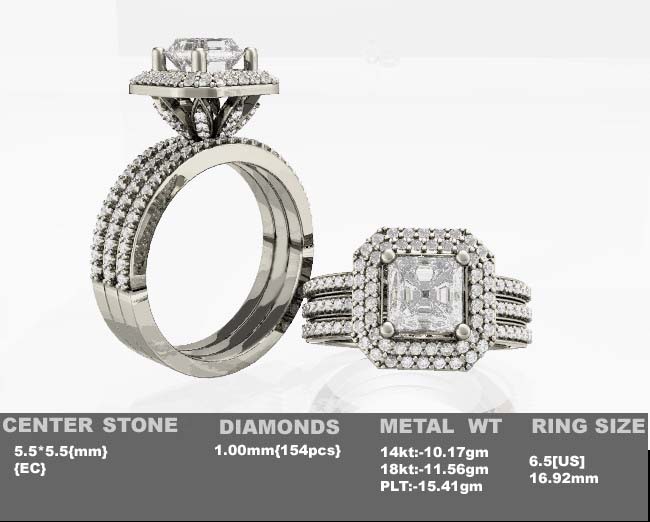 CENTER STONE
5.5*5.5{mm}
{EC}
DIAMONDS
1.00mm{154pcs}
METAL WT
14kt:-10.17gm
18kt:-11.56gm
PLT:-15.41gm
RING SIZE
6.5[US]
16.92mm